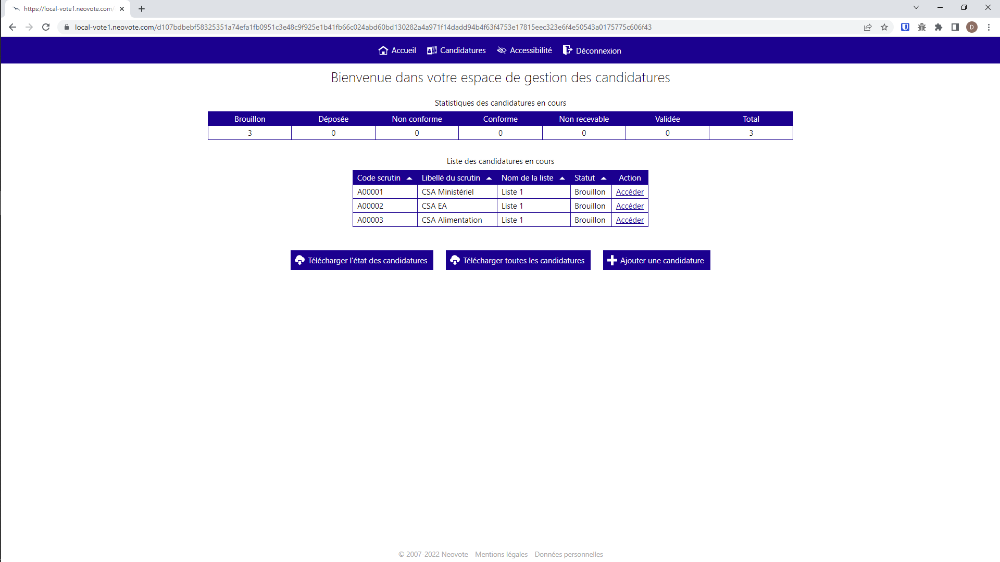 https://local-vote1.neovote.com/
local-vote1.neovote.com/d107bdbebf58325351a74efa1fb0951c3e48c9f925e1b41fb66c024abd60bd130282a4a971f14dadd94b4f63f4753e17815eec323e6f4e50543a0175775c606f43
D
Accueil Candidatures Accessibilité Déconnexion
Bienvenue dans votre espace de gestion des candidatures
Statistiques des candidatures en cours
Brouillon Déposée Non conforme Conforme Non recevable Validée Total
3 0 0 0 0 0 3
Liste des candidatures en cours
Code scrutin Libellé du scrutin Nom de la liste Statut Action
A00001 CSA Ministériel Liste 1 Brouillon Accéder
A00002 CSA EA Liste 1 Brouillon Accéder
A00003 CSA Alimentation Liste 1 Brouillon Accéder
Télécharger l'état des candidatures Télécharger toutes les candidatures Ajouter une candidature
© 2007-2022 Neovote Mentions légales Données personnelles